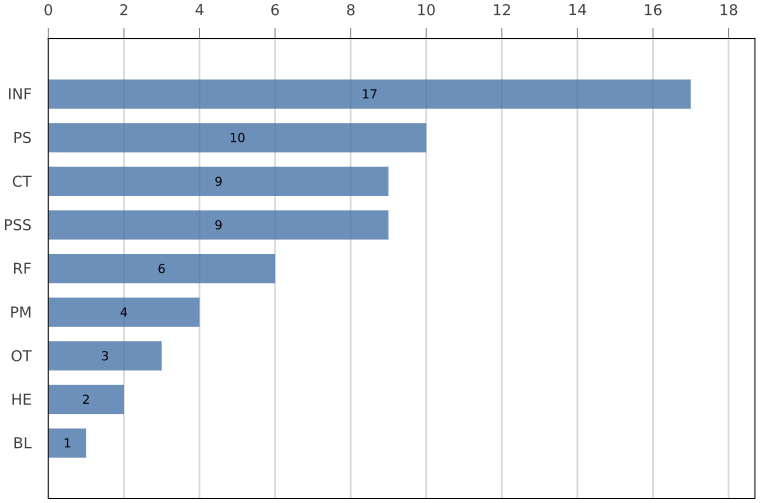 0 2 4 6 8 10 12 14 16 18
INF 17
PS 10
CT 9
PSS 9
RF 6
PM 4
OT 3
HE 2
BL 1